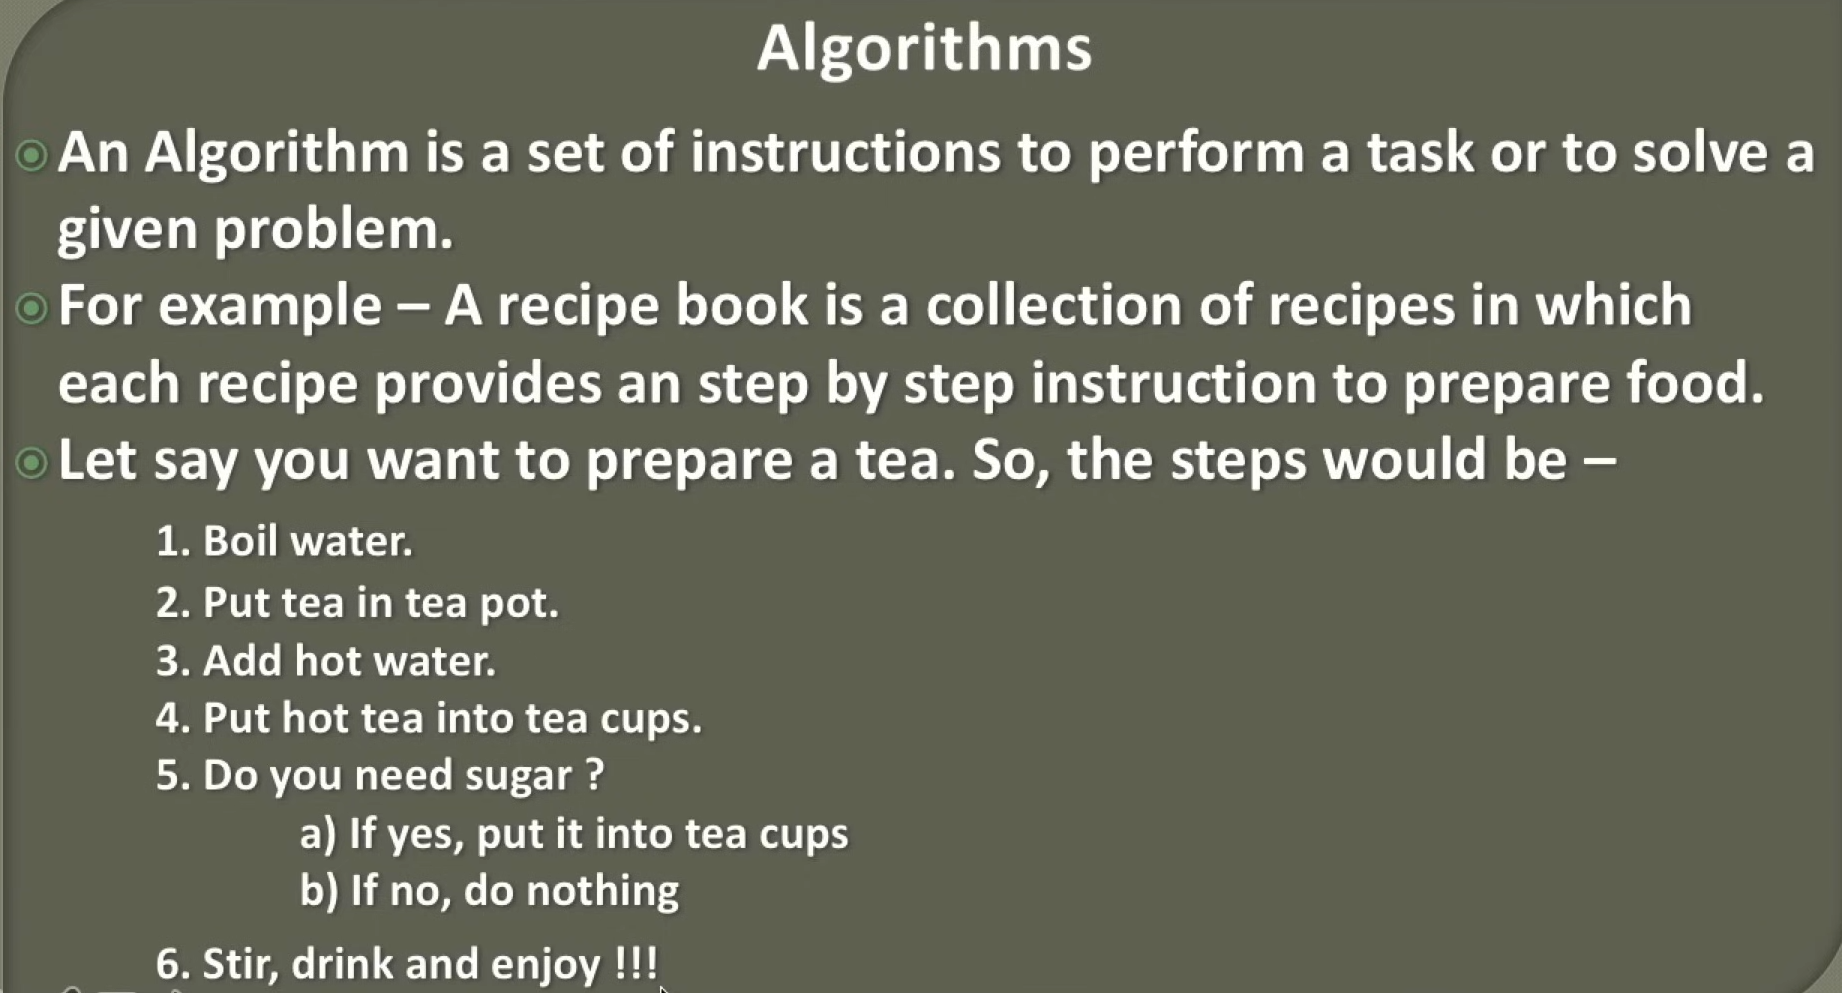 Algorithms
An Algorithm is a set of instructions to perform a task or to solve a
given problem.
For example – A recipe book is a collection of recipes in which
each recipe provides an step by step instruction to prepare food.
Let say you want to prepare a tea. So, the steps would be –
1. Boil water.
2. Put tea in tea pot.
3. Add hot water.
4. Put hot tea into tea cups.
5. Do you need sugar ?
a) If yes, put it into tea cups
b) If no, do nothing
6. Stir, drink and enjoy !!!